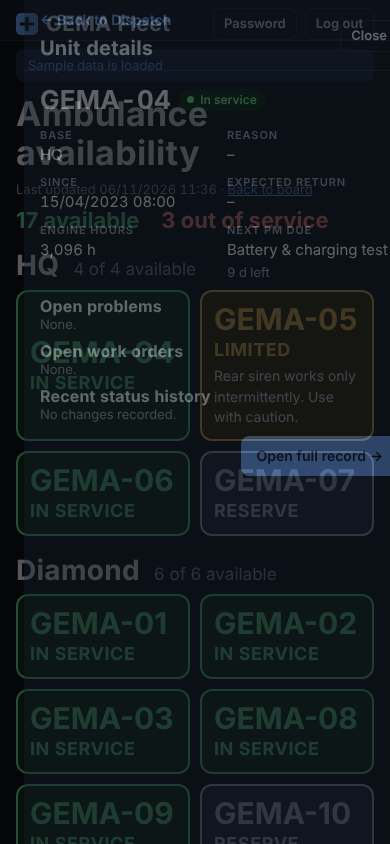 ← Back to Dispatch
GEMA Fleet
Password
Log out
Close
Unit details
Sample data is loaded
GEMA-04
In service
Ambulance
availability
BASE
HQ
REASON
–
SINCE
15/04/2023 08:00
EXPECTED RETURN
–
Last updated 06/11/2026 11:36 · Back to board
17 available
3 out of service
ENGINE HOURS
3,096 h
NEXT PM DUE
Battery & charging test
9 d left
HQ
4 of 4 available
Open problems
None.
Open work orders
None.
Recent status history
No changes recorded.
Open full record →
GEMA-04
IN SERVICE
GEMA-05
LIMITED
Rear siren works only
intermittently. Use
with caution.
GEMA-06
IN SERVICE
GEMA-07
RESERVE
Diamond
6 of 6 available
GEMA-01
IN SERVICE
GEMA-02
IN SERVICE
GEMA-03
IN SERVICE
GEMA-08
IN SERVICE
GEMA-09
IN SERVICE
GEMA-10
RESERVE